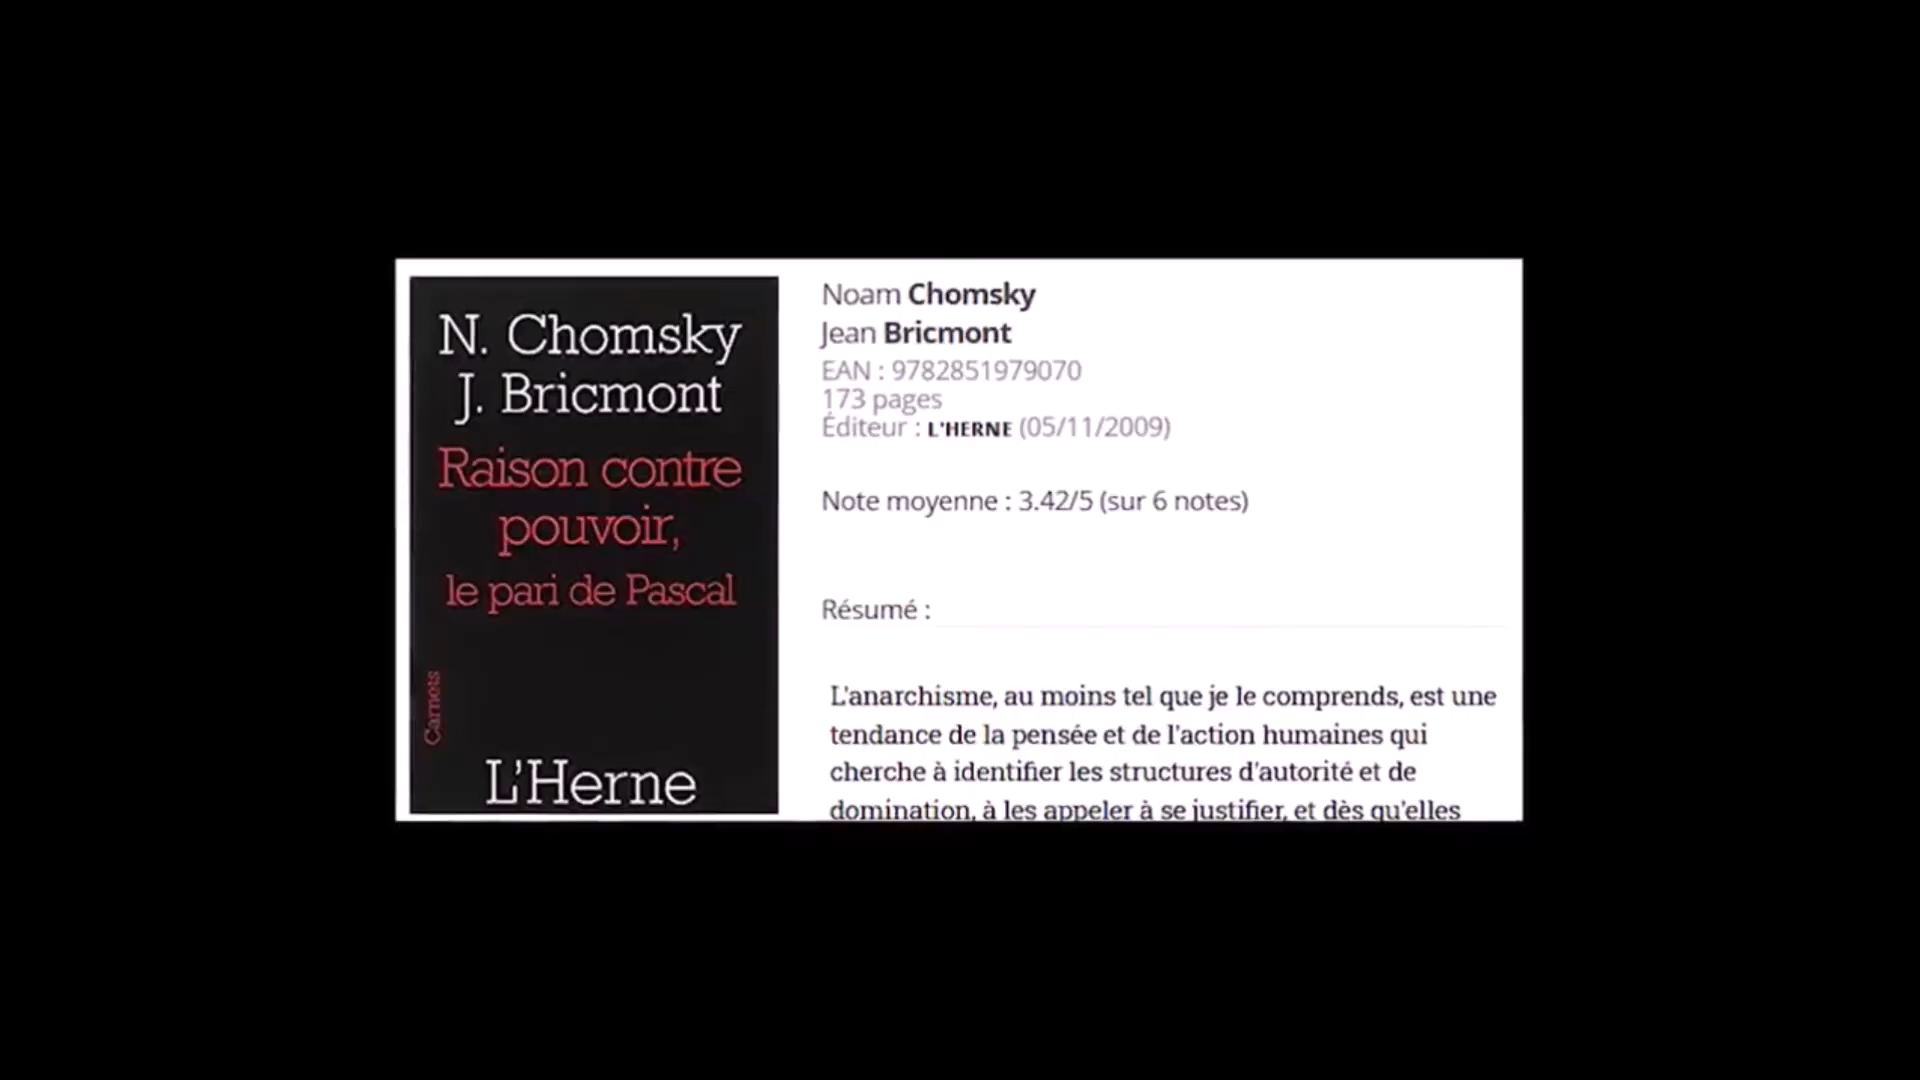 N. Chomsky
J. Bricmont
Raison contre
pouvoir,
le pari de Pascal
Carnets
L'Herne
Noam Chomsky
Jean Bricmont
EAN : 9782851979070
173 pages
Éditeur : L'HERNE (05/11/2009)
Note moyenne : 3.42/5 (sur 6 notes)
Résumé :
L'anarchisme, au moins tel que je le comprends, est une
tendance de la pensée et de l'action humaines qui
cherche à identifier les structures d'autorité et de
domination, à les appeler à se justifier, et dès qu'elles